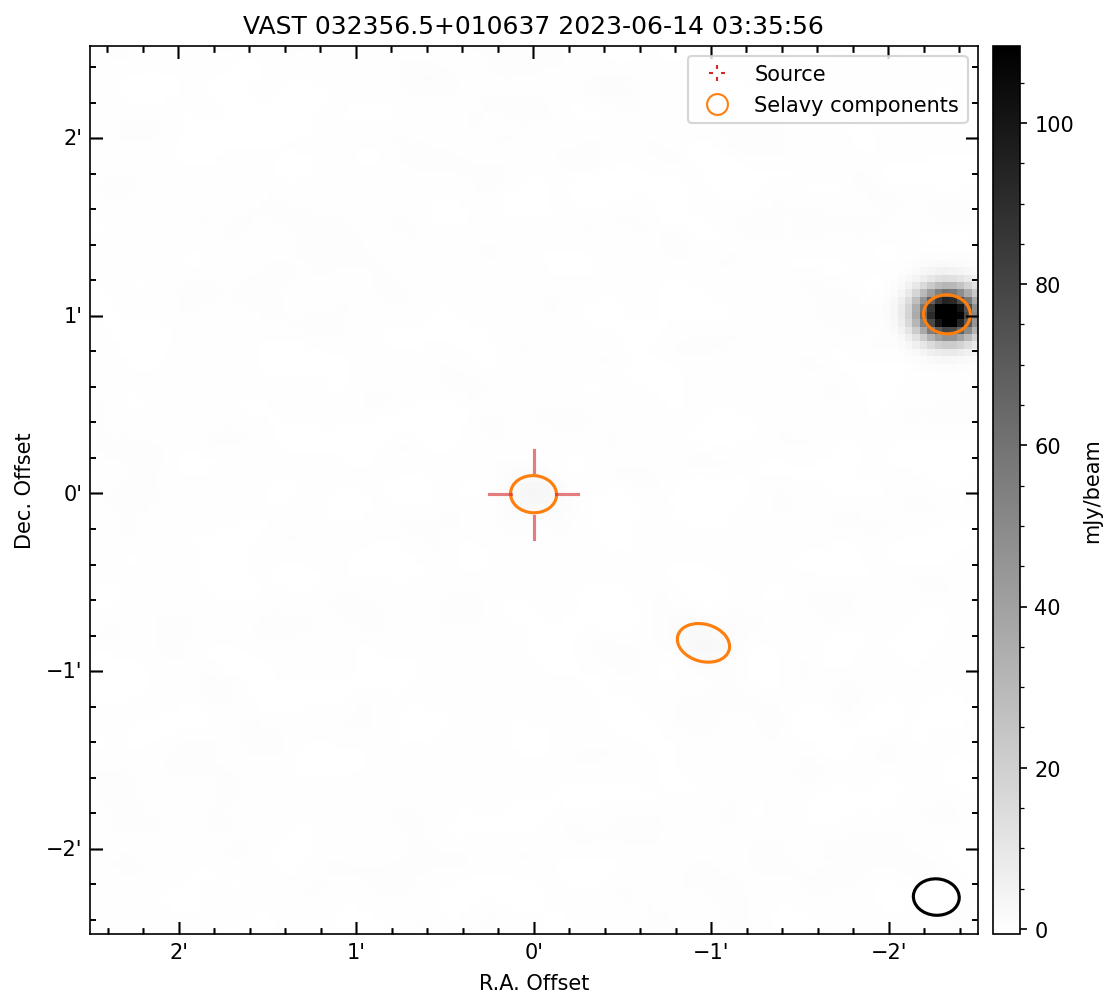 VAST 032356.5+010637 2023-06-14 03:35:56
Source
Selavy components
2'
1'
0'
−1'
−2'
Dec. Offset
2'
1'
0'
−1'
−2'
R.A. Offset
100
80
60
40
20
0
mJy/beam